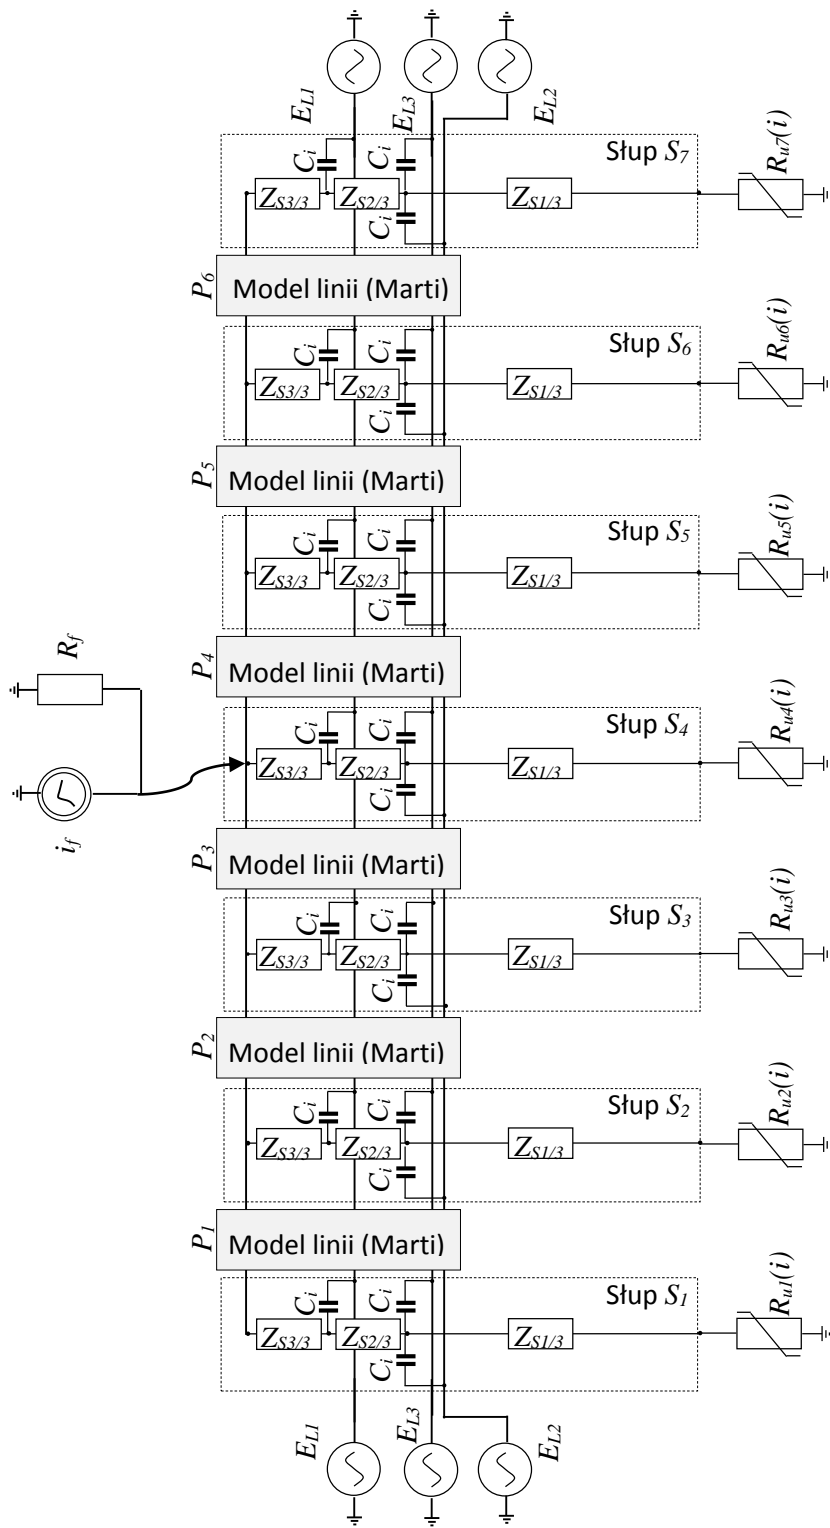 E_L1
E_L3
E_L2
Słup S_7
C_i
C_i
Z_S3/3
Z_S2/3
C_i
Z_S1/3
R_u7(i)
P_6
Model linii (Marti)
Słup S_6
C_i
C_i
Z_S3/3
Z_S2/3
C_i
Z_S1/3
R_u6(i)
P_5
Model linii (Marti)
Słup S_5
C_i
C_i
Z_S3/3
Z_S2/3
C_i
Z_S1/3
R_u5(i)
R_f
P_4
Model linii (Marti)
Słup S_4
C_i
C_i
Z_S3/3
Z_S2/3
C_i
Z_S1/3
R_u4(i)
i_f
P_3
Model linii (Marti)
Słup S_3
C_i
C_i
Z_S3/3
Z_S2/3
C_i
Z_S1/3
R_u3(i)
P_2
Model linii (Marti)
Słup S_2
C_i
C_i
Z_S3/3
Z_S2/3
C_i
Z_S1/3
R_u2(i)
P_1
Model linii (Marti)
Słup S_1
C_i
C_i
Z_S3/3
Z_S2/3
C_i
Z_S1/3
R_u1(i)
E_L1
E_L3
E_L2